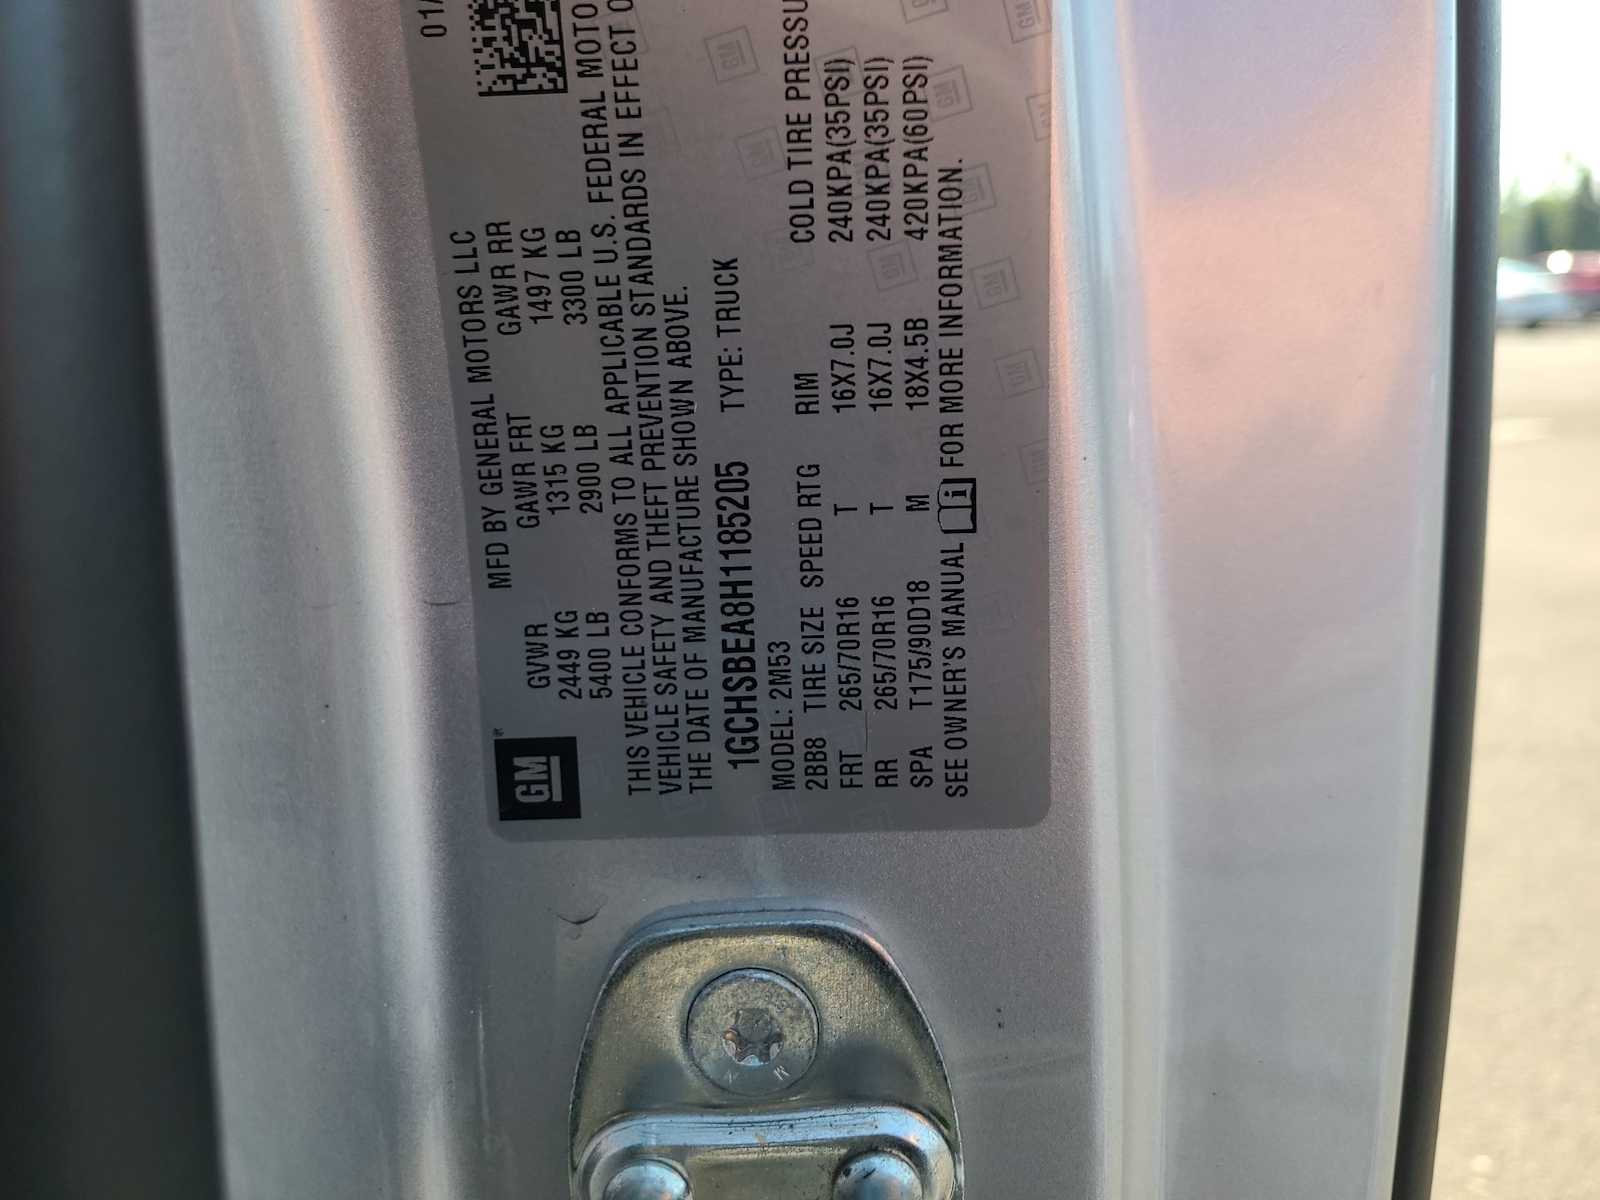 01/
MFD BY GENERAL MOTORS LLC
GM
GVWR GAWR FRT GAWR RR
2449 KG 1315 KG 1497 KG
5400 LB 2900 LB 3300 LB
THIS VEHICLE CONFORMS TO ALL APPLICABLE U.S. FEDERAL MOTO
VEHICLE SAFETY AND THEFT PREVENTION STANDARDS IN EFFECT O
THE DATE OF MANUFACTURE SHOWN ABOVE.
1GCHSBEA8H1185205 TYPE: TRUCK
MODEL: 2M53
2BB8 TIRE SIZE SPEED RTG RIM COLD TIRE PRESSU
FRT 265/70R16 T 16X7.0J 240KPA(35PSI)
RR 265/70R16 T 16X7.0J 240KPA(35PSI)
SPA T175/90D18 M 18X4.5B 420KPA(60PSI)
SEE OWNER'S MANUAL i FOR MORE INFORMATION.